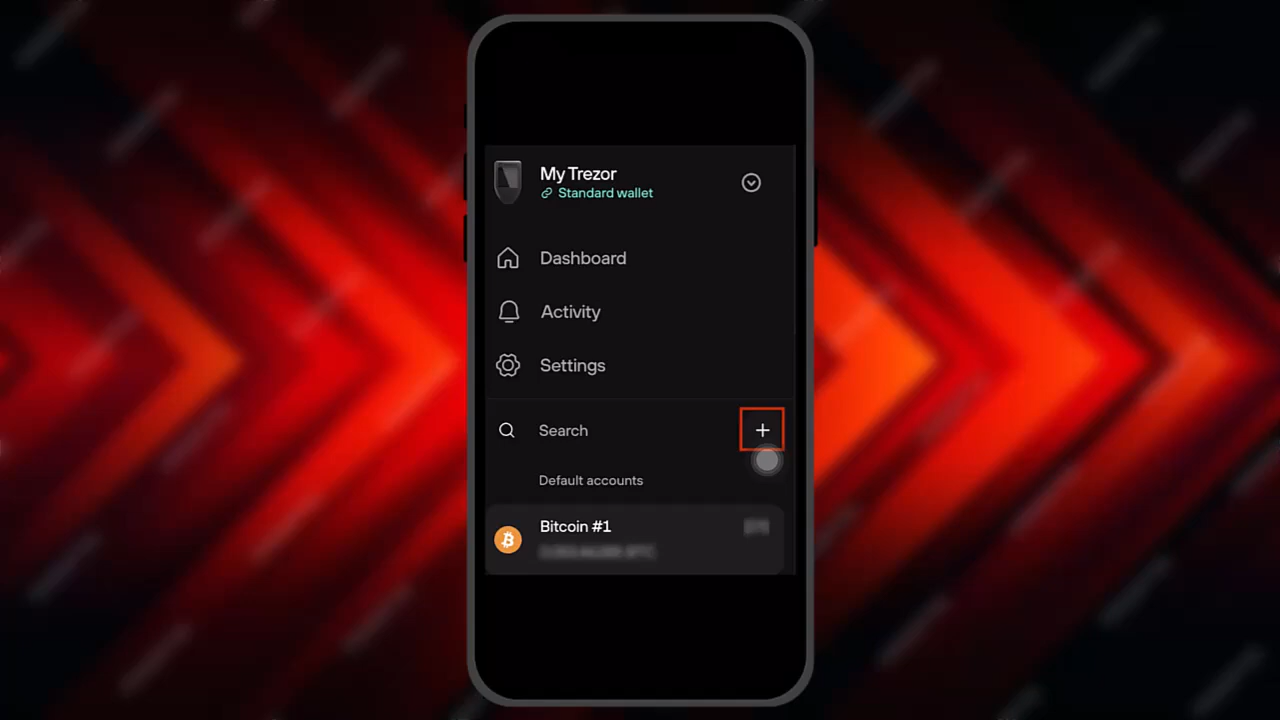 My Trezor
Standard wallet
Dashboard
Activity
Settings
Search
Default accounts
Bitcoin #1